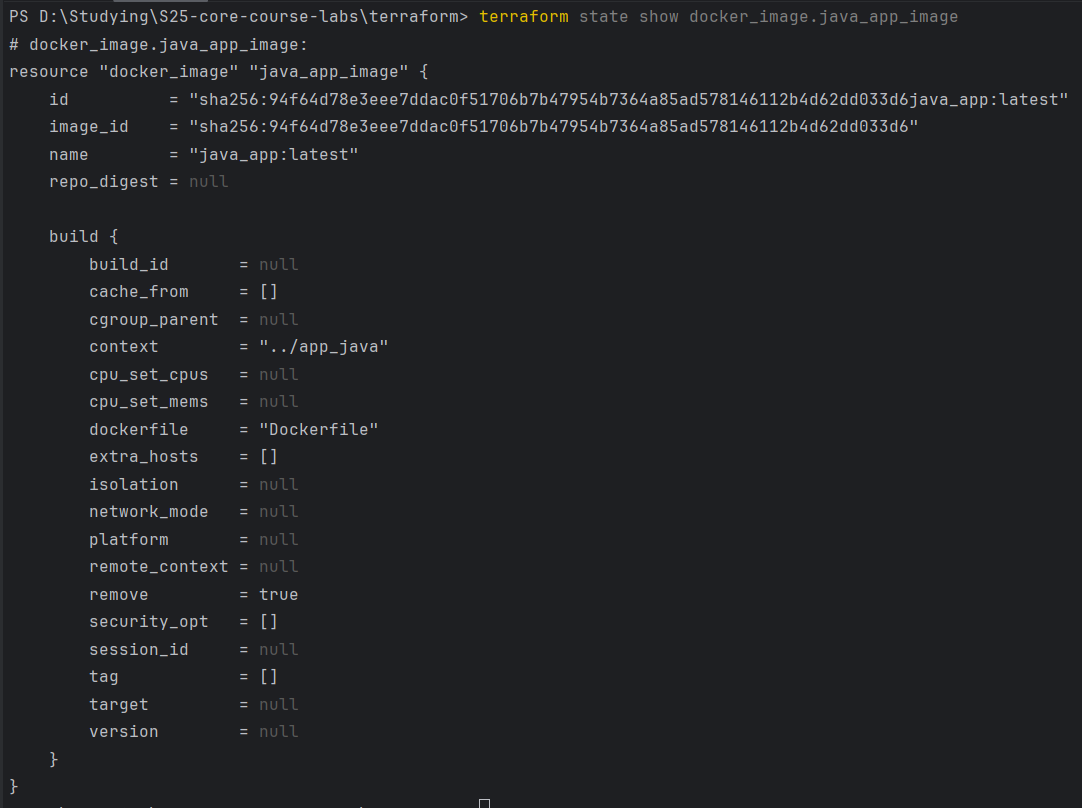 PS D:\Studying\S25-core-course-labs\terraform> terraform state show docker_image.java_app_image
# docker_image.java_app_image:
resource "docker_image" "java_app_image" {
    id          = "sha256:94f64d78e3eee7ddac0f51706b7b47954b7364a85ad578146112b4d62dd033d6java_app:latest"
    image_id    = "sha256:94f64d78e3eee7ddac0f51706b7b47954b7364a85ad578146112b4d62dd033d6"
    name        = "java_app:latest"
    repo_digest = null

    build {
        build_id       = null
        cache_from     = []
        cgroup_parent  = null
        context        = "../app_java"
        cpu_set_cpus   = null
        cpu_set_mems   = null
        dockerfile     = "Dockerfile"
        extra_hosts    = []
        isolation      = null
        network_mode   = null
        platform       = null
        remote_context = null
        remove         = true
        security_opt   = []
        session_id     = null
        tag            = []
        target         = null
        version        = null
    }
}